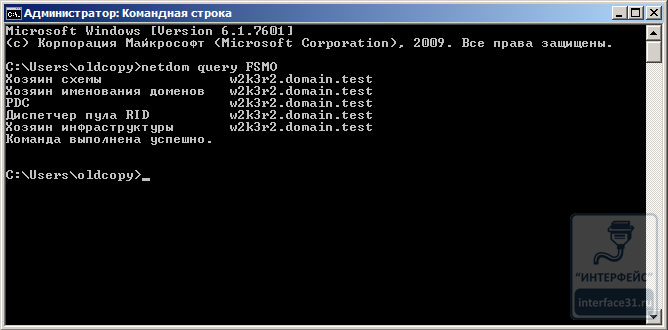 Администратор: Командная строка
Microsoft Windows [Version 6.1.7601]
(c) Корпорация Майкрософт (Microsoft Corporation), 2009. Все права защищены.
C:\Users\oldcopy>netdom query FSMO
Хозяин схемы w2k3r2.domain.test
Хозяин именования доменов w2k3r2.domain.test
PDC w2k3r2.domain.test
Диспетчер пула RID w2k3r2.domain.test
Хозяин инфраструктуры w2k3r2.domain.test
Команда выполнена успешно.
C:\Users\oldcopy>_
"ИНТЕРФЕЙС"
interface31.ru